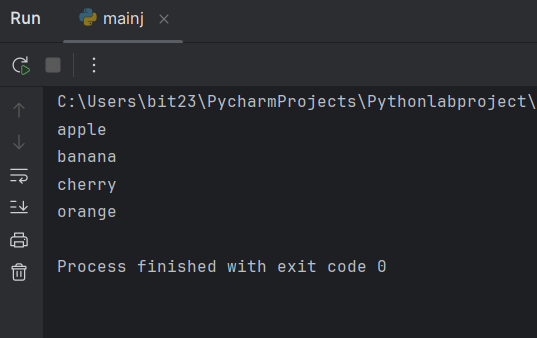 Run
mainj
C:\Users\bit23\PycharmProjects\Pythonlabproject\
apple
banana
cherry
orange
Process finished with exit code 0